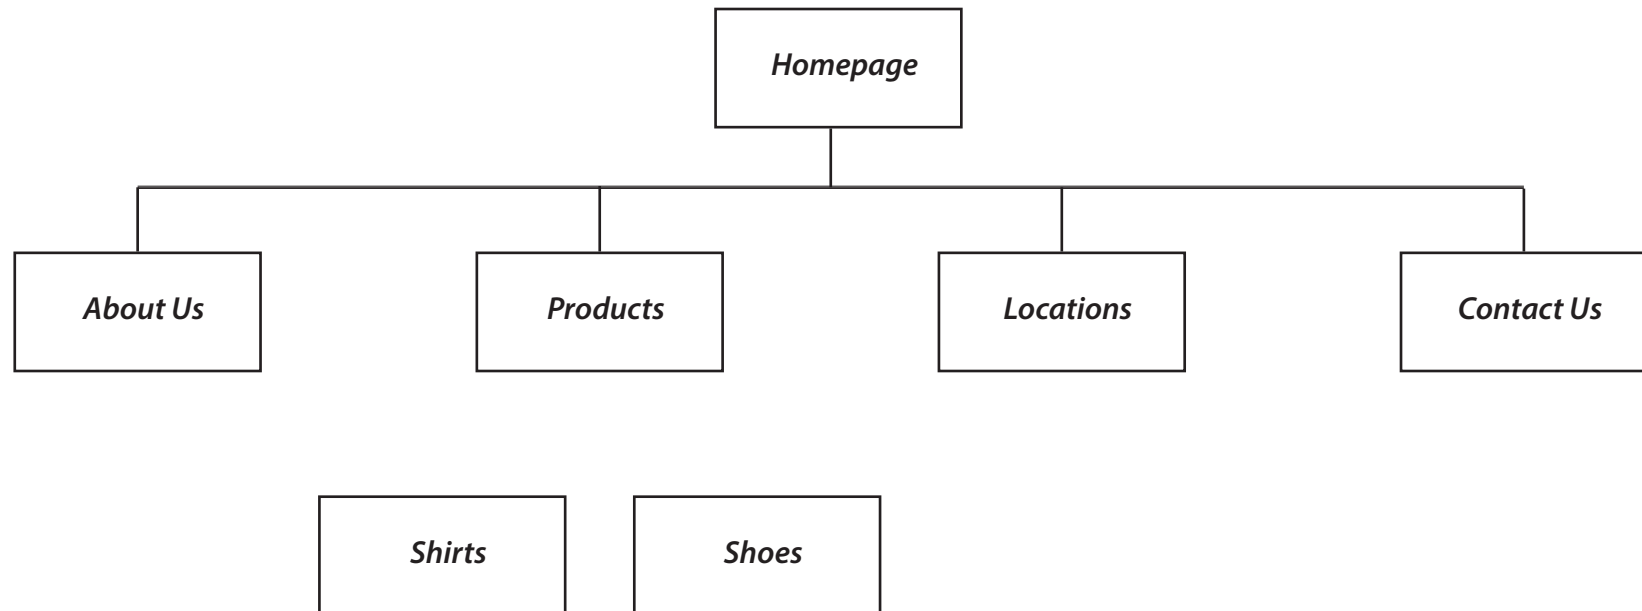 Homepage
About Us
Products
Locations
Contact Us
Shirts
Shoes